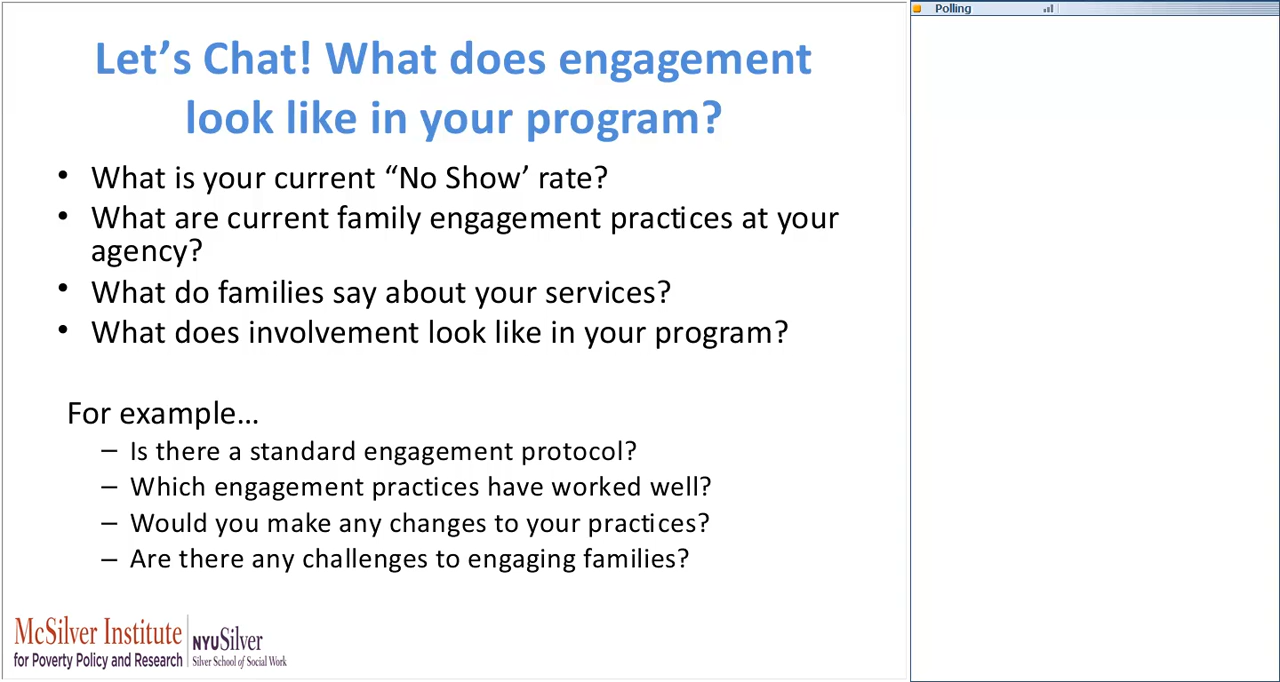 Let’s Chat! What does engagement
look like in your program?
• What is your current “No Show’ rate?
• What are current family engagement practices at your
agency?
• What do families say about your services?
• What does involvement look like in your program?
For example…
– Is there a standard engagement protocol?
– Which engagement practices have worked well?
– Would you make any changes to your practices?
– Are there any challenges to engaging families?
McSilver Institute
for Poverty Policy and Research
NYUSilver
Silver School of Social Work
Polling